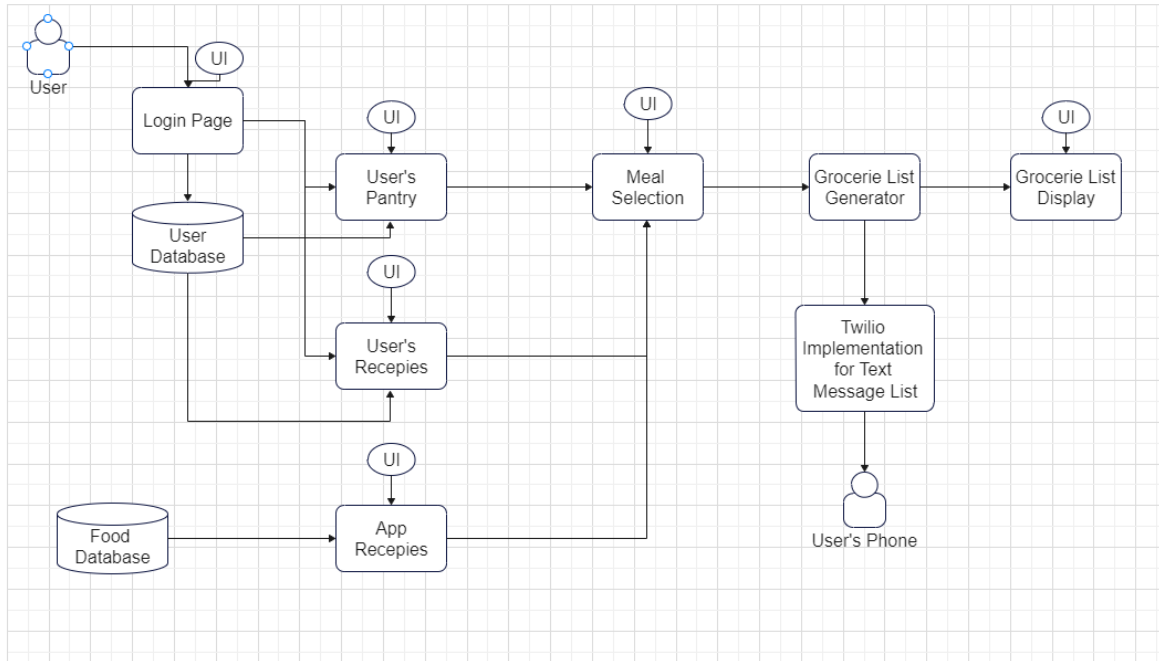 User
UI
Login Page
UI
User's
Pantry
UI
Meal
Selection
Grocerie List
Generator
UI
Grocerie List
Display
User
Database
UI
User's
Recepies
Twilio
Implementation
for Text
Message List
UI
App
Recepies
Food
Database
User's Phone